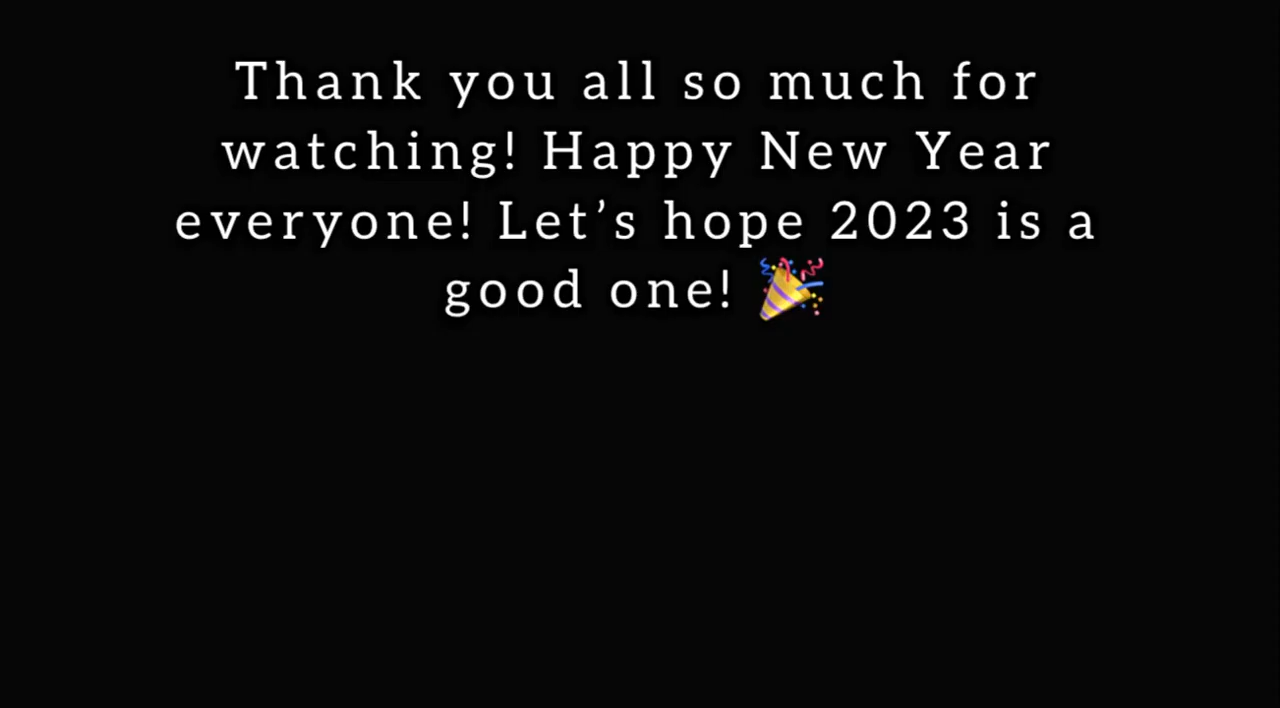 Thank you all so much for
watching! Happy New Year
everyone! Let’s hope 2023 is a
good one! 🎉